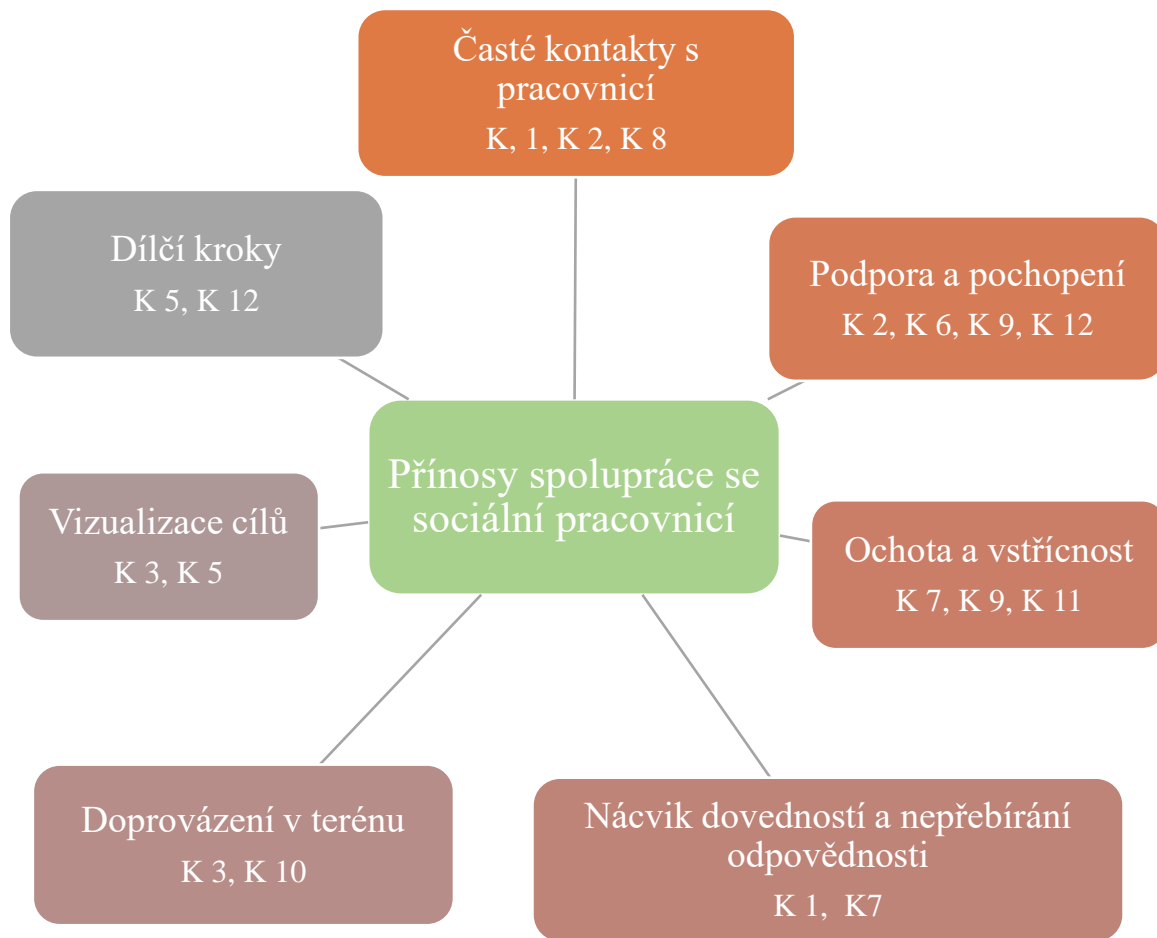 Časté kontakty s
pracovnicí
K, 1, K 2, K 8
Dílčí kroky
K 5, K 12
Podpora a pochopení
K 2, K 6, K 9, K 12
Přínosy spolupráce se
sociální pracovnicí
Vizualizace cílů
K 3, K 5
Ochota a vstřícnost
K 7, K 9, K 11
Doprovázení v terénu
K 3, K 10
Nácvik dovedností a nepřebírání
odpovědnosti
K 1, K7